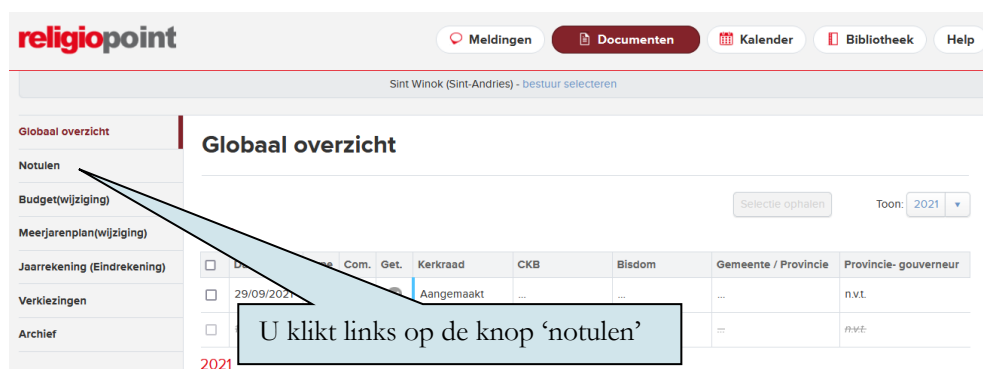 religiopoint
Meldingen Documenten Kalender Bibliotheek Help
Sint Winok (Sint-Andries) - bestuur selecteren
Globaal overzicht
Notulen
Budget(wijziging)
Meerjarenplan(wijziging)
Jaarrekening (Eindrekening)
Verkiezingen
Archief
Globaal overzicht
Selectie ophalen Toon: 2021
Com. Get. Kerkraad CKB Bisdom Gemeente / Provincie Provincie- gouverneur
29/09/2021 Aangemaakt ... ... ... n.v.t.
... n.v.t.
U klikt links op de knop ‘notulen’
2021